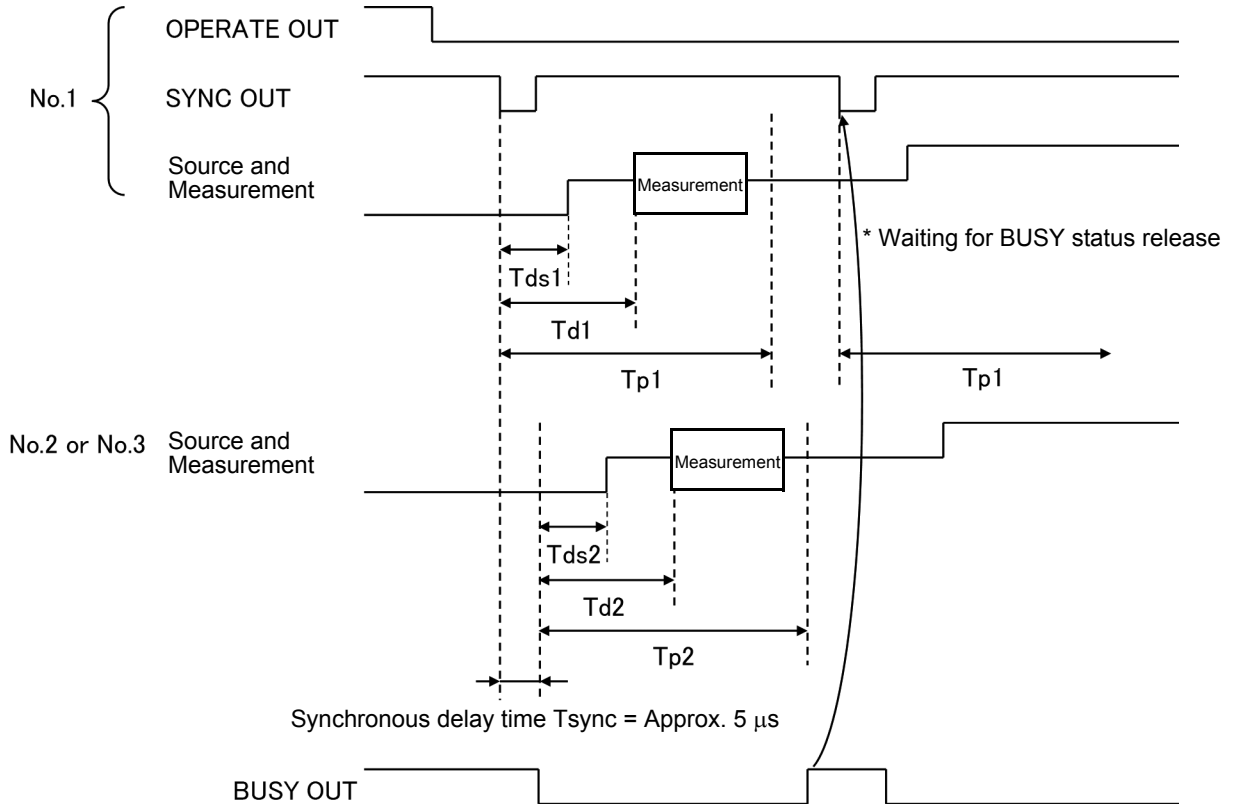 OPERATE OUT
No.1
SYNC OUT
Source and
Measurement
Measurement
* Waiting for BUSY status release
Tds1
Td1
Tp1
Tp1
No.2 or No.3
Source and
Measurement
Measurement
Tds2
Td2
Tp2
Synchronous delay time Tsync = Approx. 5 μs
BUSY OUT